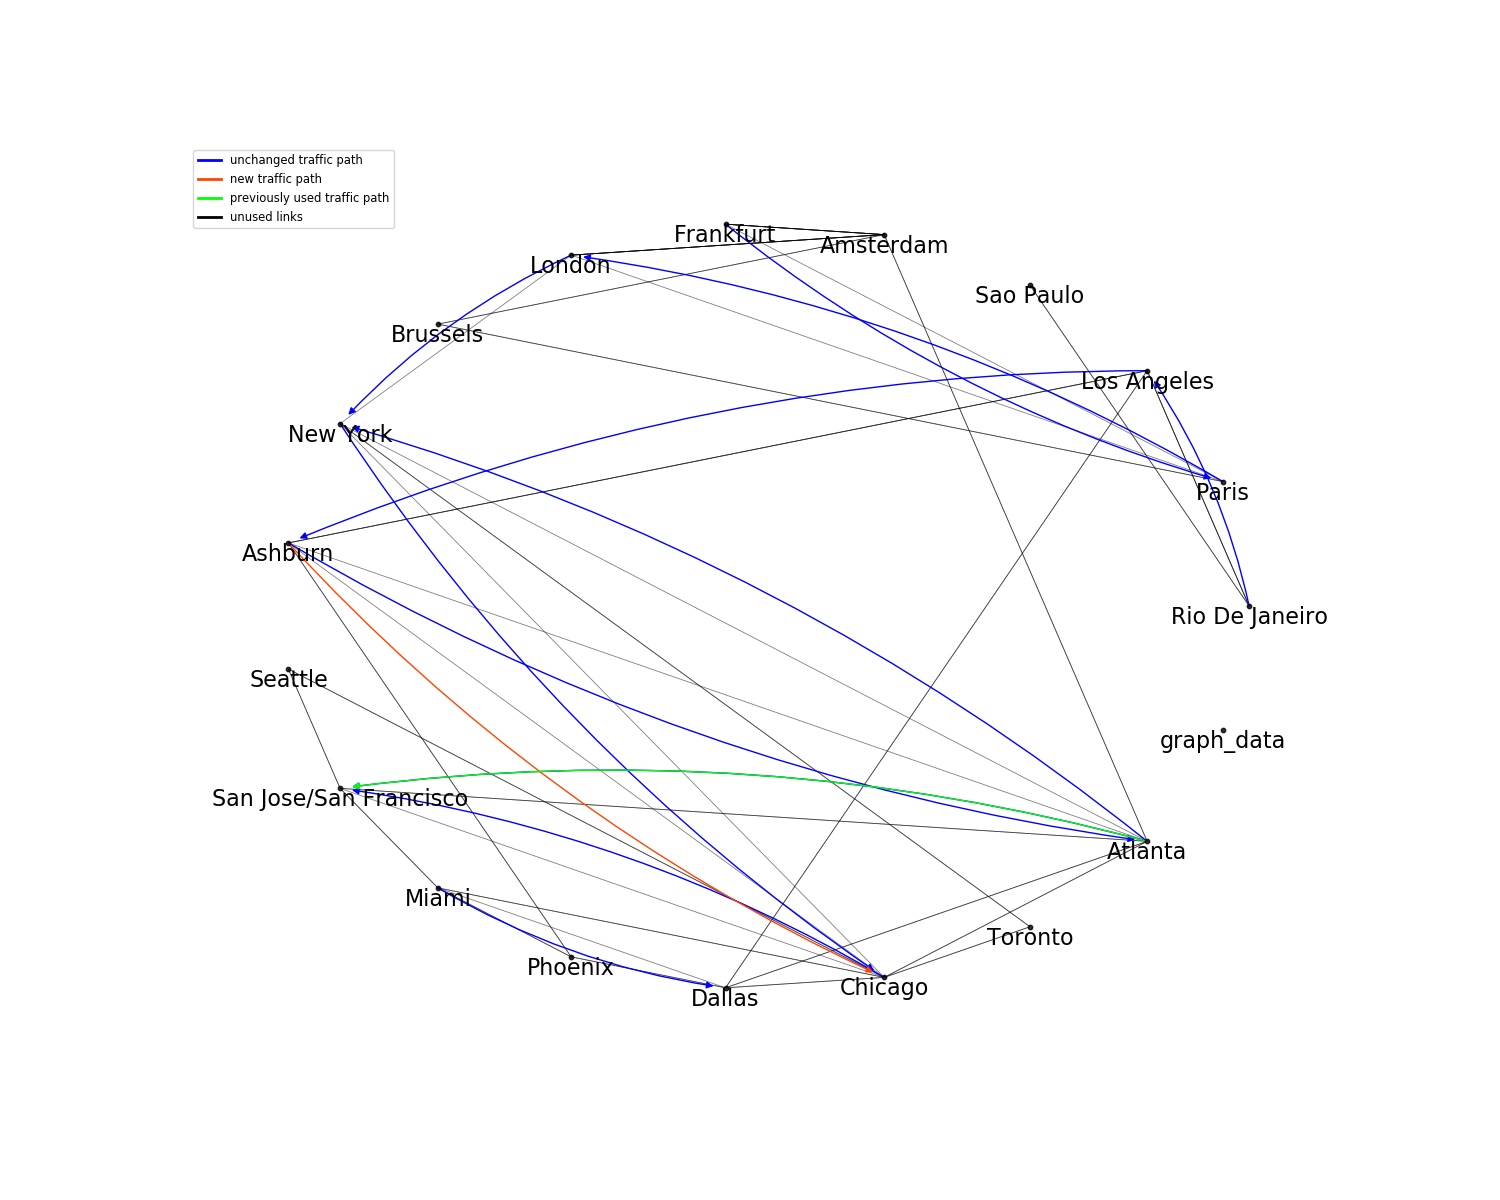 unchanged traffic path
new traffic path
previously used traffic path
unused links
Frankfurt
Amsterdam
London
Sao Paulo
Brussels
Los Angeles
New York
Paris
Ashburn
Rio De Janeiro
Seattle
graph_data
San Jose/San Francisco
Atlanta
Miami
Toronto
Phoenix
Chicago
Dallas